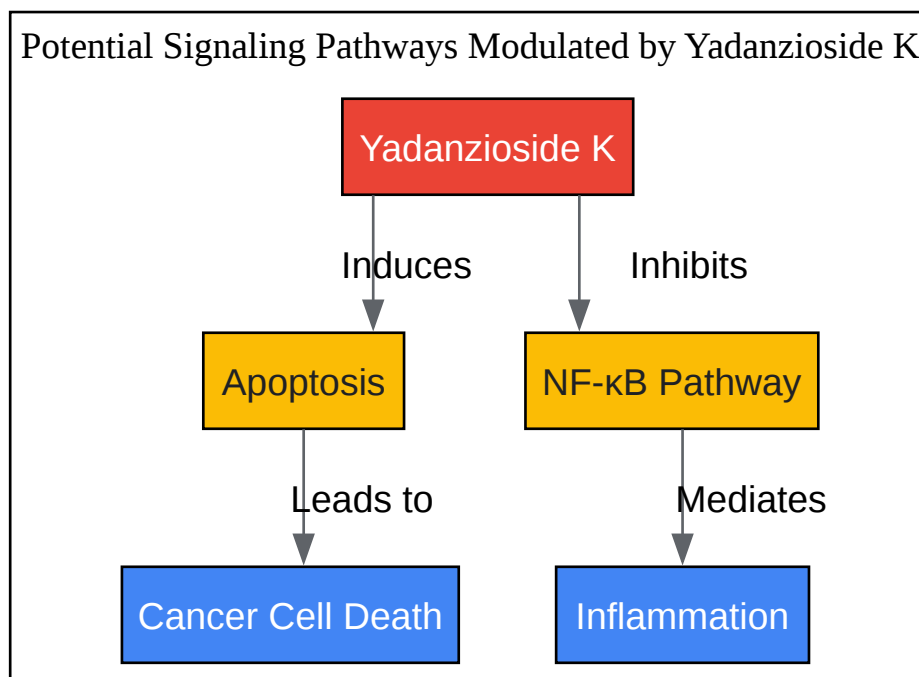 Potential Signaling Pathways Modulated by Yadanzioside K
Yadanzioside K
Induces
Inhibits
Apoptosis
NF-κB Pathway
Leads to
Mediates
Cancer Cell Death
Inflammation